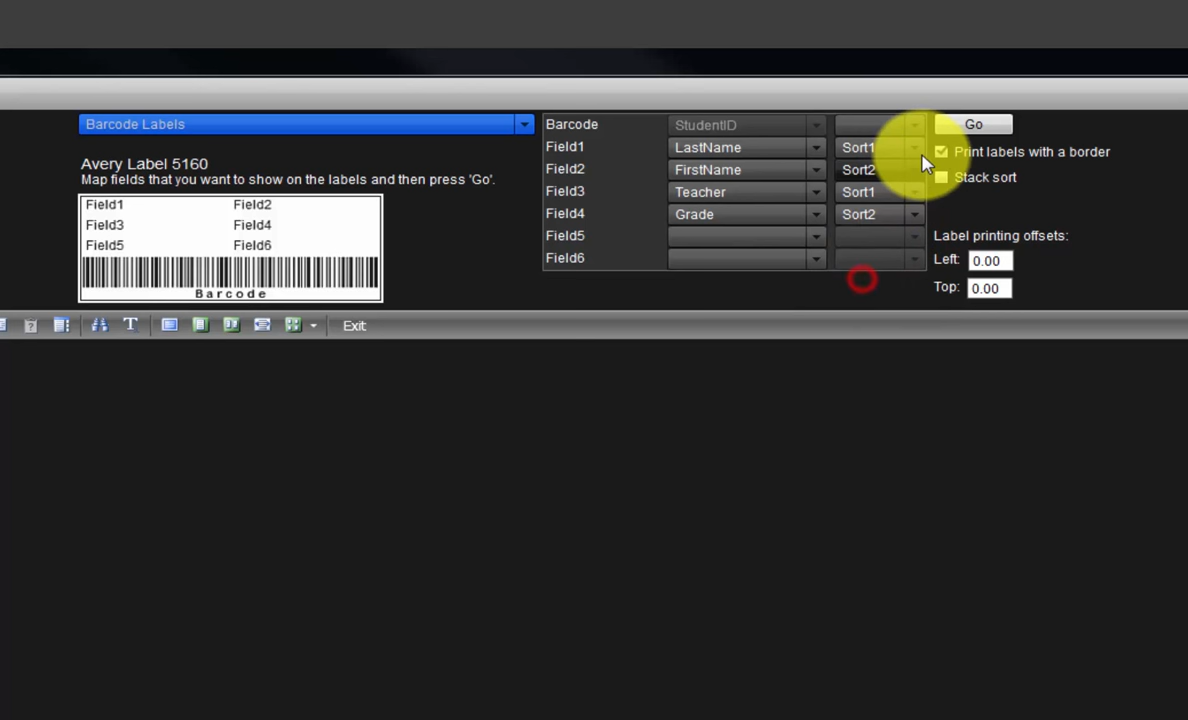 Barcode Labels
Avery Label 5160
Map fields that you want to show on the labels and then press 'Go'.
Field1 Field2
Field3 Field4
Field5 Field6
Barcode
Barcode StudentID
Field1 LastName Sort1
Field2 FirstName Sort2
Field3 Teacher Sort1
Field4 Grade Sort2
Field5
Field6
Go
Print labels with a border
Stack sort
Label printing offsets:
Left: 0.00
Top: 0.00
? T Exit